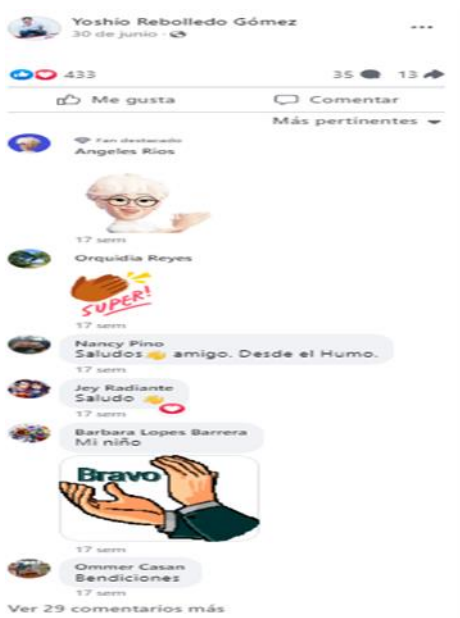 Yoshio Rebolledo Gómez
30 de junio ·
433
35
13
Me gusta
Comentar
Más pertinentes
Fan destacado
Angeles Rios
17 sem
Orquidia Reyes
SUPER!
17 sem
Nancy Pino
Saludos amigo. Desde el Humo.
17 sem
Jey Radiante
Saludo
17 sem
Barbara Lopes Barrera
Mi niño
Bravo
17 sem
Ommer Casan
Bendiciones
17 sem
Ver 29 comentarios más